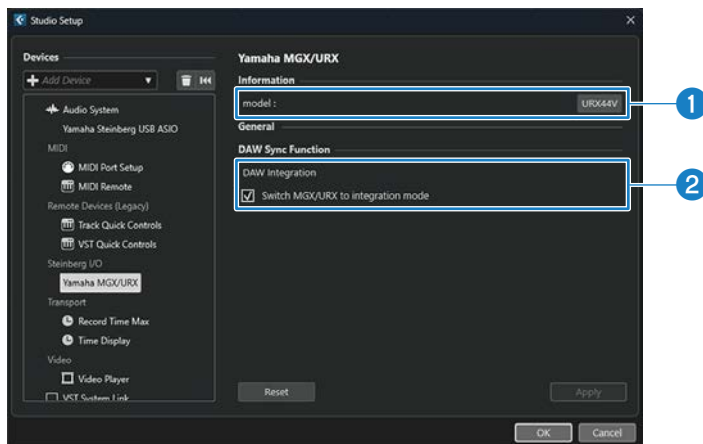 Studio Setup
Devices
Add Device
Audio System
Yamaha Steinberg USB ASIO
MIDI
MIDI Port Setup
MIDI Remote
Remote Devices (Legacy)
Track Quick Controls
VST Quick Controls
Steinberg I/O
Yamaha MGX/URX
Transport
Record Time Max
Time Display
Video
Video Player
VST System Link
Yamaha MGX/URX
Information
model :
URX44V
1
General
DAW Sync Function
DAW Integration
Switch MGX/URX to integration mode
2
Reset
Apply
OK
Cancel